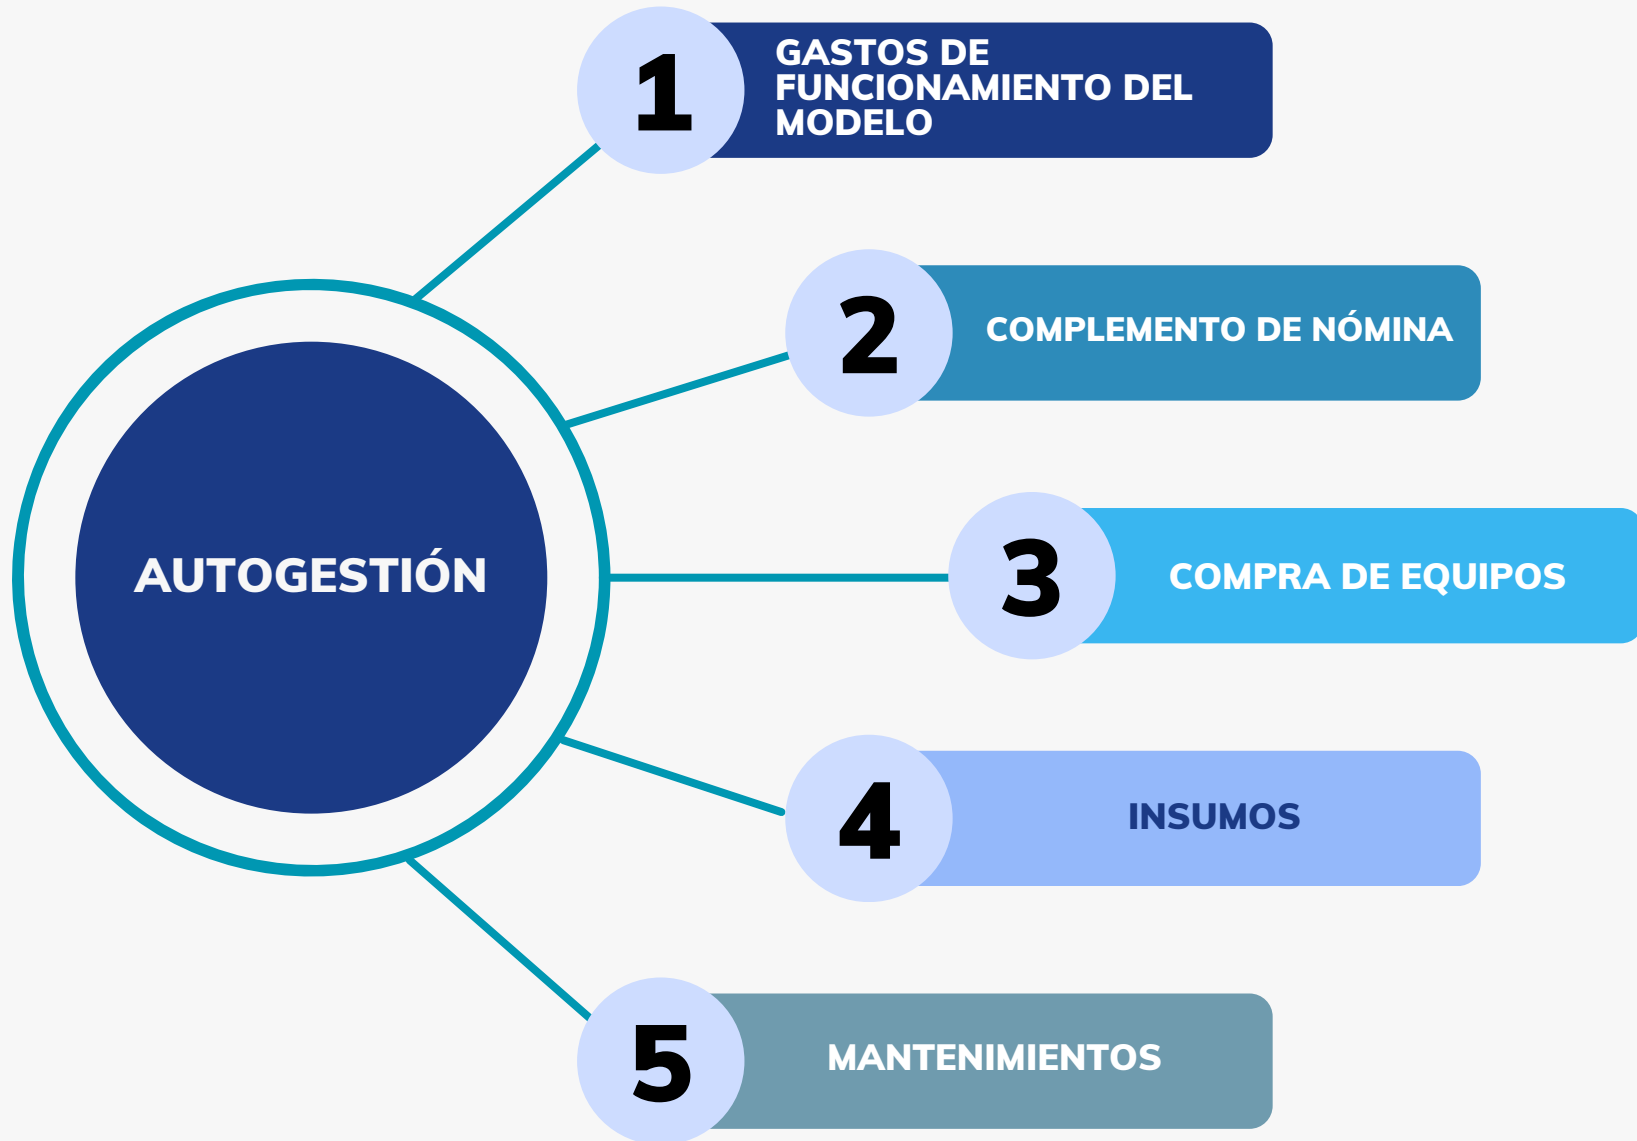 1
GASTOS DE
FUNCIONAMIENTO DEL
MODELO
2
COMPLEMENTO DE NÓMINA
AUTOGESTIÓN
3
COMPRA DE EQUIPOS
4
INSUMOS
5
MANTENIMIENTOS